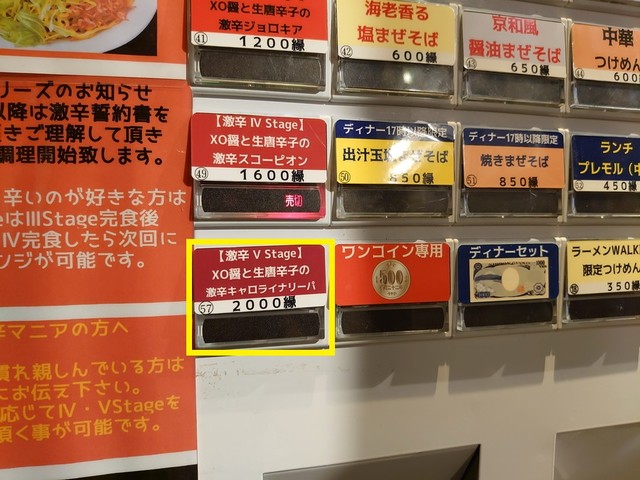 激辛ジョロキア
㊶ 1200縁
海老香る
塩まぜそば
㊷ 600縁
京和風
醤油まぜそば
㊸ 650縁
中華
つけめん
㊹ 600
リーズのお知らせ
以降は激辛誓約書を
きご理解して頂き
調理開始致します。
【激辛 IV Stage】
XO醤と生唐辛子の
激辛スコーピオン
㊾ 1600縁
売切
ディナー17時以降限定
出汁玉 まぜそば
㊿ 850縁
ディナー17時以降限定
焼きまぜそば
51 850縁
ランチ
プレモル(中
450縁
辛いのが好きな方は
はⅢStage完食後
Ⅳ完食したら次回に
ンジが可能です。
【激辛 V Stage】
XO醤と生唐辛子の
激辛キャロライナリーパ
57 2000縁
ワンコイン専用
500
ディナーセット
ラーメンWALK
限定つけめん
350縁
辛マニアの方へ
慣れ親しんでいる方は
にお伝え下さい。
応じてⅣ・VStageを
頂く事が可能です。